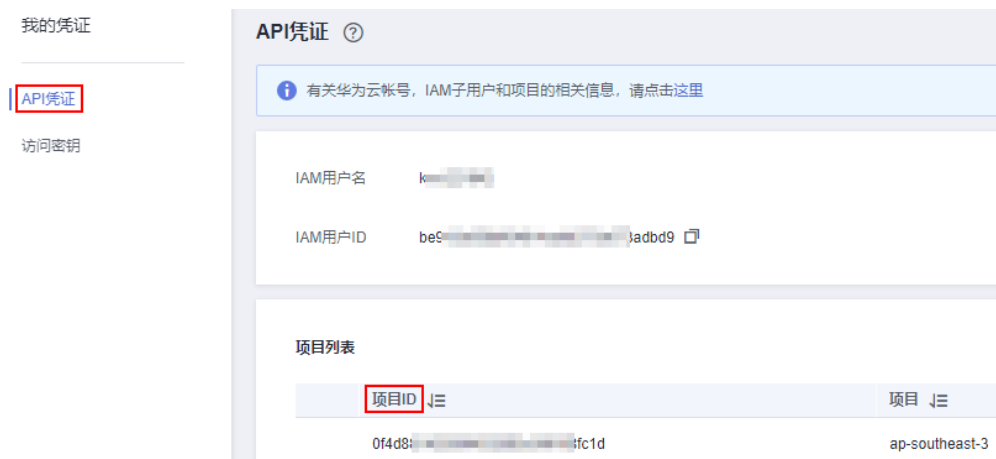 我的凭证
API凭证
访问密钥
API凭证
有关华为云帐号，IAM子用户和项目的相关信息，请点击这里
IAM用户名
IAM用户ID
项目列表
项目ID 项目
ap-southeast-3